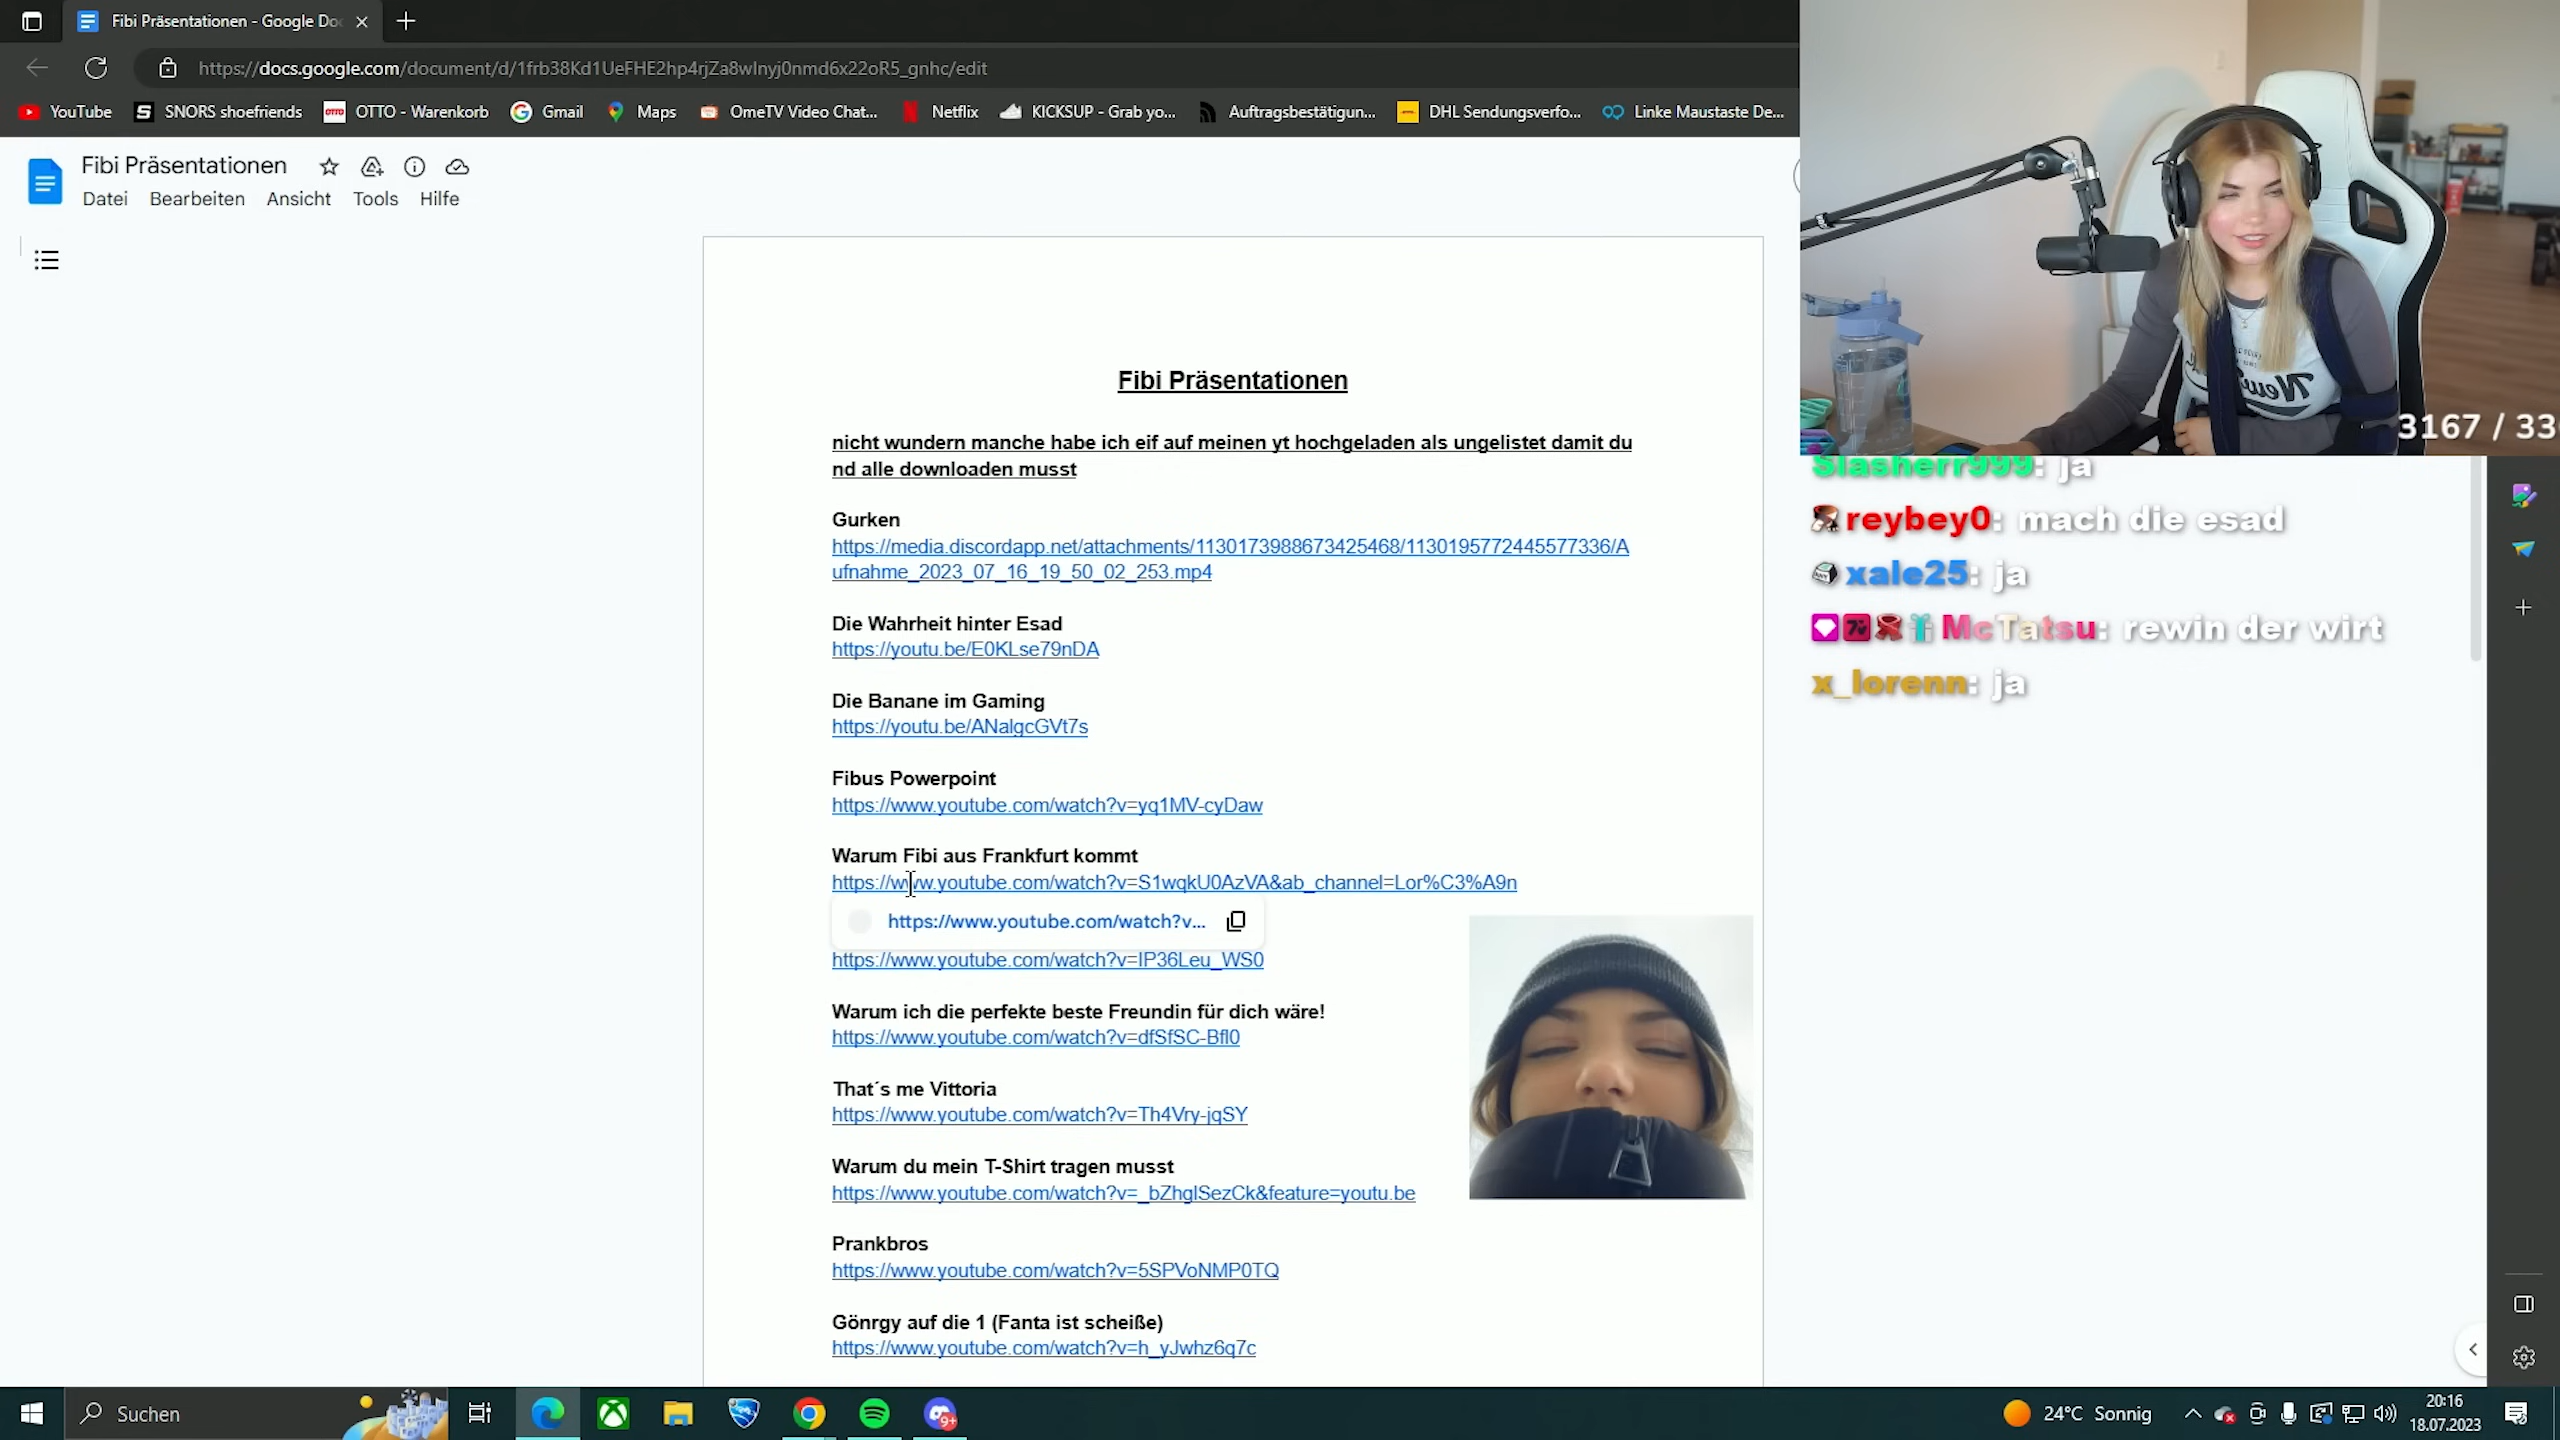 Fibi Präsentationen - Google Do
https://docs.google.com/document/d/1frb38Kd1UeFHE2hp4rjZa8wInyj0nmd6x22oR5_gnhc/edit
YouTube
SNORS shoefriends
OTTO - Warenkorb
Gmail
Maps
OmeTV Video Chat...
Netflix
KICKSUP - Grab yo...
Auftragsbestätigun...
DHL Sendungsverfo...
Linke Maustaste De...
Fibi Präsentationen
Datei Bearbeiten Ansicht Tools Hilfe
3167 / 33
Fibi Präsentationen
nicht wundern manche habe ich eif auf meinen yt hochgeladen als ungelistet damit du
nd alle downloaden musst
Gurken
https://media.discordapp.net/attachments/1130173988673425468/1130195772445577336/A
ufnahme_2023_07_16_19_50_02_253.mp4
Die Wahrheit hinter Esad
https://youtu.be/E0KLse79nDA
Die Banane im Gaming
https://youtu.be/ANalgcGVt7s
Fibus Powerpoint
https://www.youtube.com/watch?v=yq1MV-cyDaw
Warum Fibi aus Frankfurt kommt
https://www.youtube.com/watch?v=S1wqkU0AzVA&ab_channel=Lor%C3%A9n
https://www.youtube.com/watch?v...
https://www.youtube.com/watch?v=IP36Leu_WS0
Warum ich die perfekte beste Freundin für dich wäre!
https://www.youtube.com/watch?v=dfSfSC-Bfl0
That´s me Vittoria
https://www.youtube.com/watch?v=Th4Vry-jqSY
Warum du mein T-Shirt tragen musst
https://www.youtube.com/watch?v=_bZhglSezCk&feature=youtu.be
Prankbros
https://www.youtube.com/watch?v=5SPVoNMP0TQ
Gönrgy auf die 1 (Fanta ist scheiße)
https://www.youtube.com/watch?v=h_yJwhz6q7c
Slasherr999: ja
reybey0: mach die esad
xale25: ja
McTatsu: rewin der wirt
x_lorenn: ja
Suchen
9+
24°C Sonnig
20:16
18.07.2023